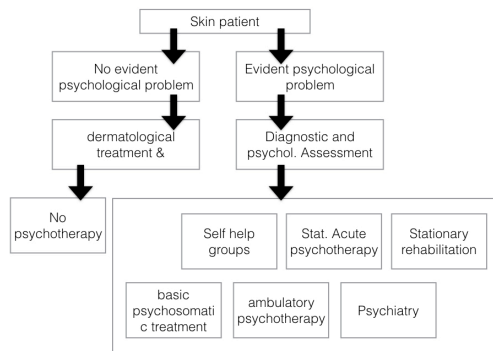 Skin patient
No evident
psychological problem
Evident psychological
problem
dermatological
treatment &
Diagnostic and
psychol. Assessment
No
psychotherapy
Self help
groups
Stat. Acute
psychotherapy
Stationary
rehabilitation
basic
psychosomati
c treatment
ambulatory
psychotherapy
Psychiatry